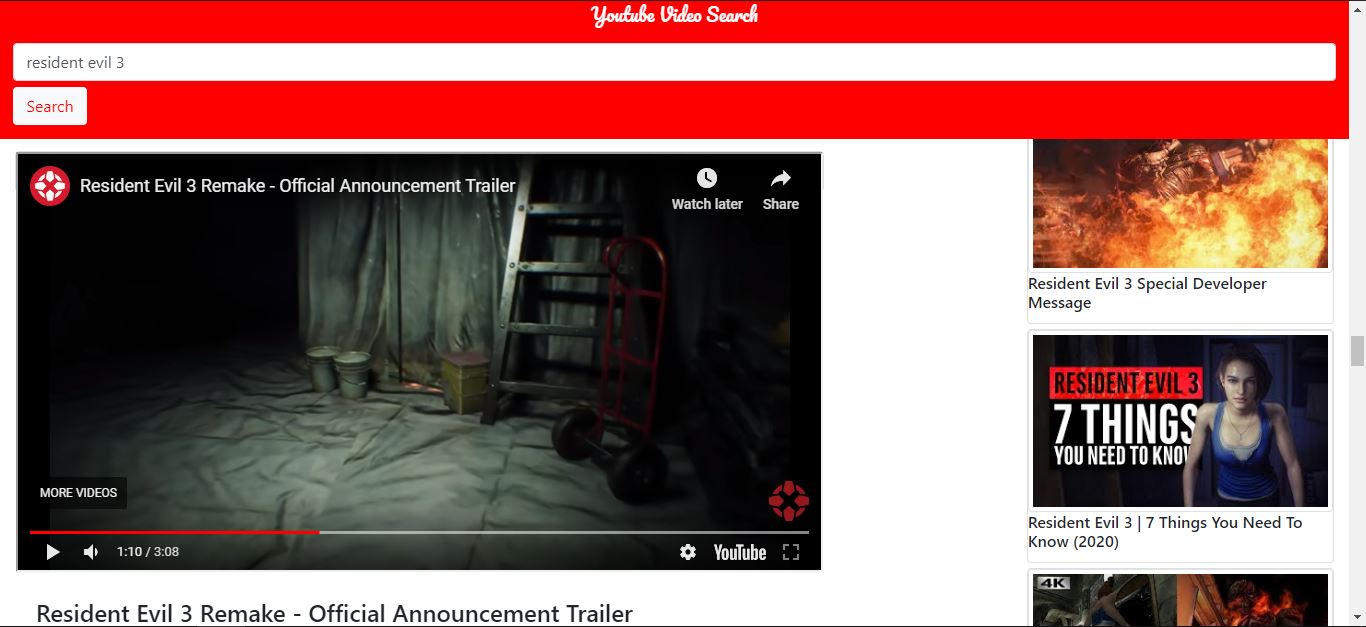 Youtube Video Search
resident evil 3
Search
Resident Evil 3 Remake - Official Announcement Trailer
Watch later
Share
MORE VIDEOS
1:10 / 3:08
YouTube
Resident Evil 3 Remake - Official Announcement Trailer
Resident Evil 3 Special Developer
Message
RESIDENT EVIL 3
7 THINGS
YOU NEED TO KNOW
Resident Evil 3 | 7 Things You Need To
Know (2020)
4K